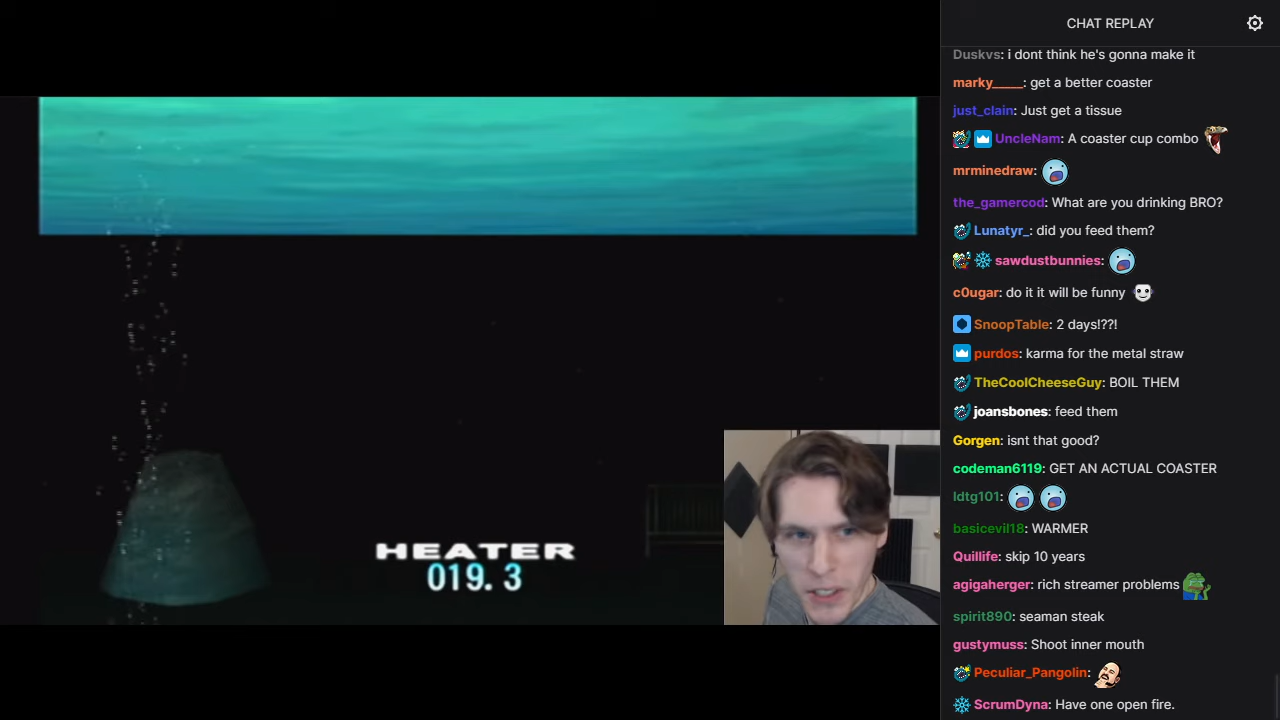 HEATER
019. 3
CHAT REPLAY
Duskvs: i dont think he's gonna make it
marky_____: get a better coaster
just_clain: Just get a tissue
UncleNam: A coaster cup combo
mrminedraw:
the_gamercod: What are you drinking BRO?
Lunatyr_: did you feed them?
sawdustbunnies:
c0ugar: do it it will be funny
SnoopTable: 2 days!??!
purdos: karma for the metal straw
TheCoolCheeseGuy: BOIL THEM
joansbones: feed them
Gorgen: isnt that good?
codeman6119: GET AN ACTUAL COASTER
ldtg101:
basicevil18: WARMER
Quillife: skip 10 years
agigaherger: rich streamer problems
spirit890: seaman steak
gustymuss: Shoot inner mouth
Peculiar_Pangolin:
ScrumDyna: Have one open fire.